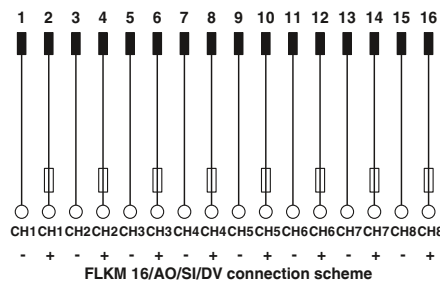 1 2 3 4 5 6 7 8 9 10 11 12 13 14 15 16
CH1 CH1 CH2 CH2 CH3 CH3 CH4 CH4 CH5 CH5 CH6 CH6 CH7 CH7 CH8 CH8
- + - + - + - + - + - + - + - +
FLKM 16/AO/SI/DV connection scheme